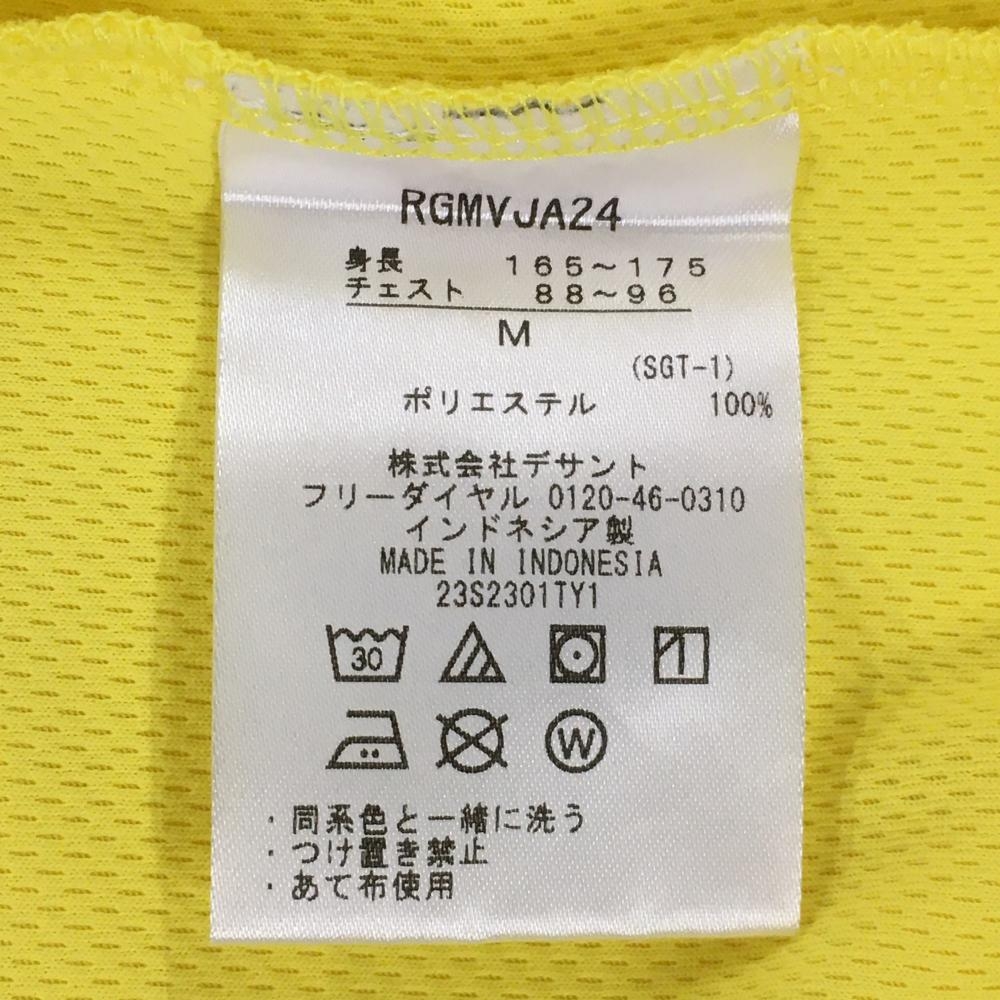 RGMVJA24
身長 165～175
チェスト 88～96
M
(SGT-1)
ポリエステル 100%
株式会社デサント
フリーダイヤル 0120-46-0310
インドネシア製
MADE IN INDONESIA
23S2301TY1
30
W
・同系色と一緒に洗う
・つけ置き禁止
・あて布使用